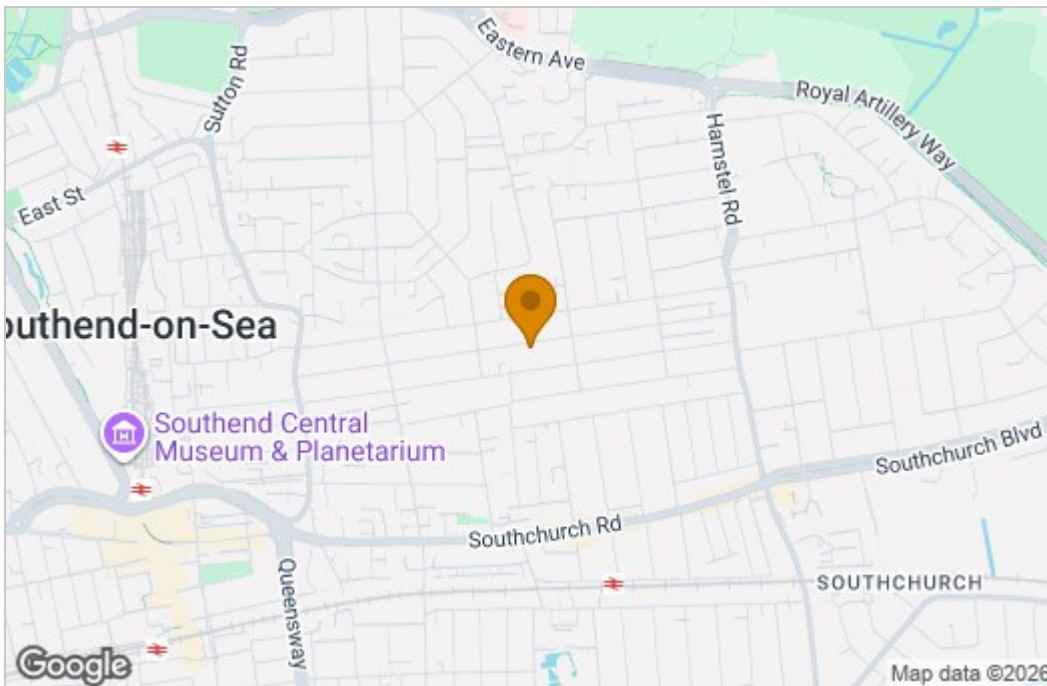 Eastern Ave
Sutton Rd
Royal Artillery Way
Hamstel Rd
East St
outhend-on-Sea
Southend Central
Museum & Planetarium
Southchurch Blvd
Southchurch Rd
Queensway
SOUTHCHURCH
Google
Map data ©2026